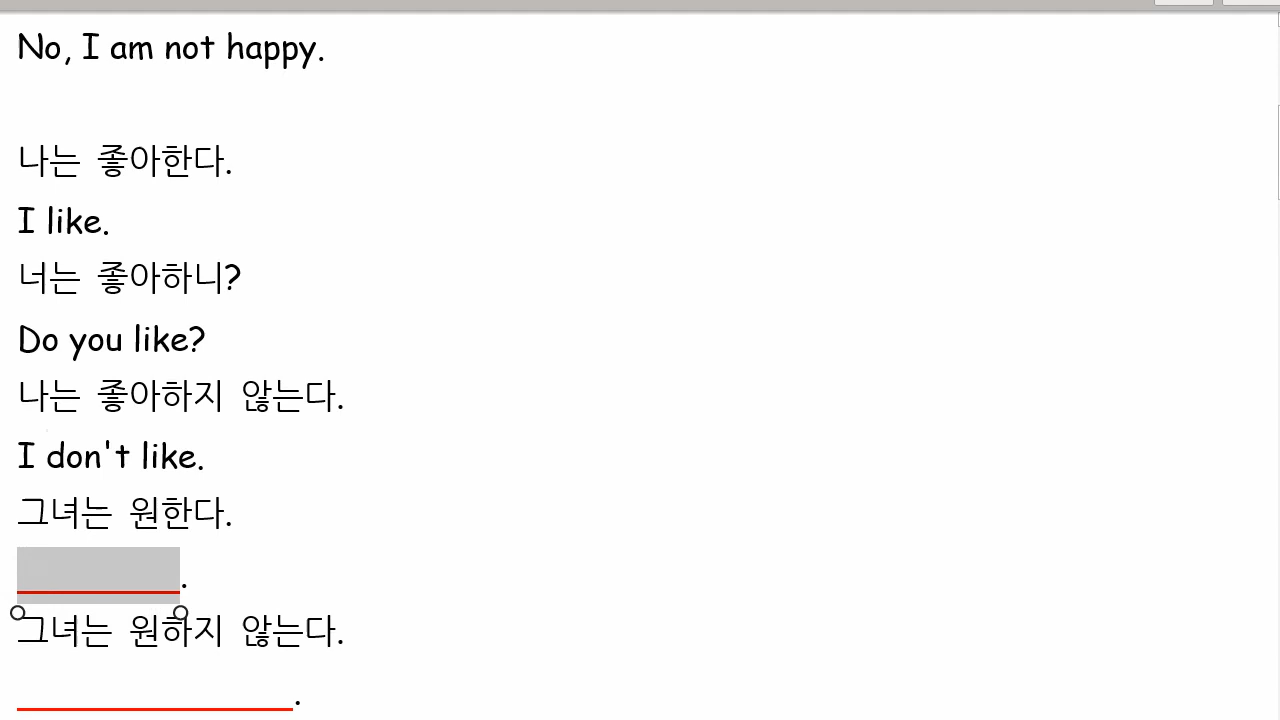 No, I am not happy.
나는 좋아한다.
I like.
너는 좋아하니?
Do you like?
나는 좋아하지 않는다.
I don't like.
그녀는 원한다.
.
그녀는 원하지 않는다.
.